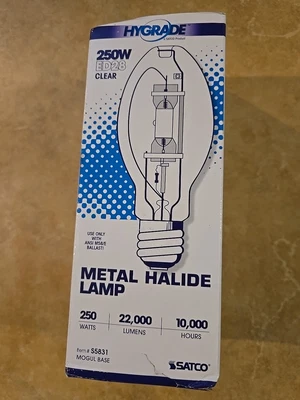 HYGRADE
250W
ED28
CLEAR
USE ONLY
WITH
ANSI M58/E
BALLAST!
METAL HALIDE
LAMP
250 22,000 10,000
WATTS LUMENS HOURS
Item # S5831
MOGUL BASE
SATCO